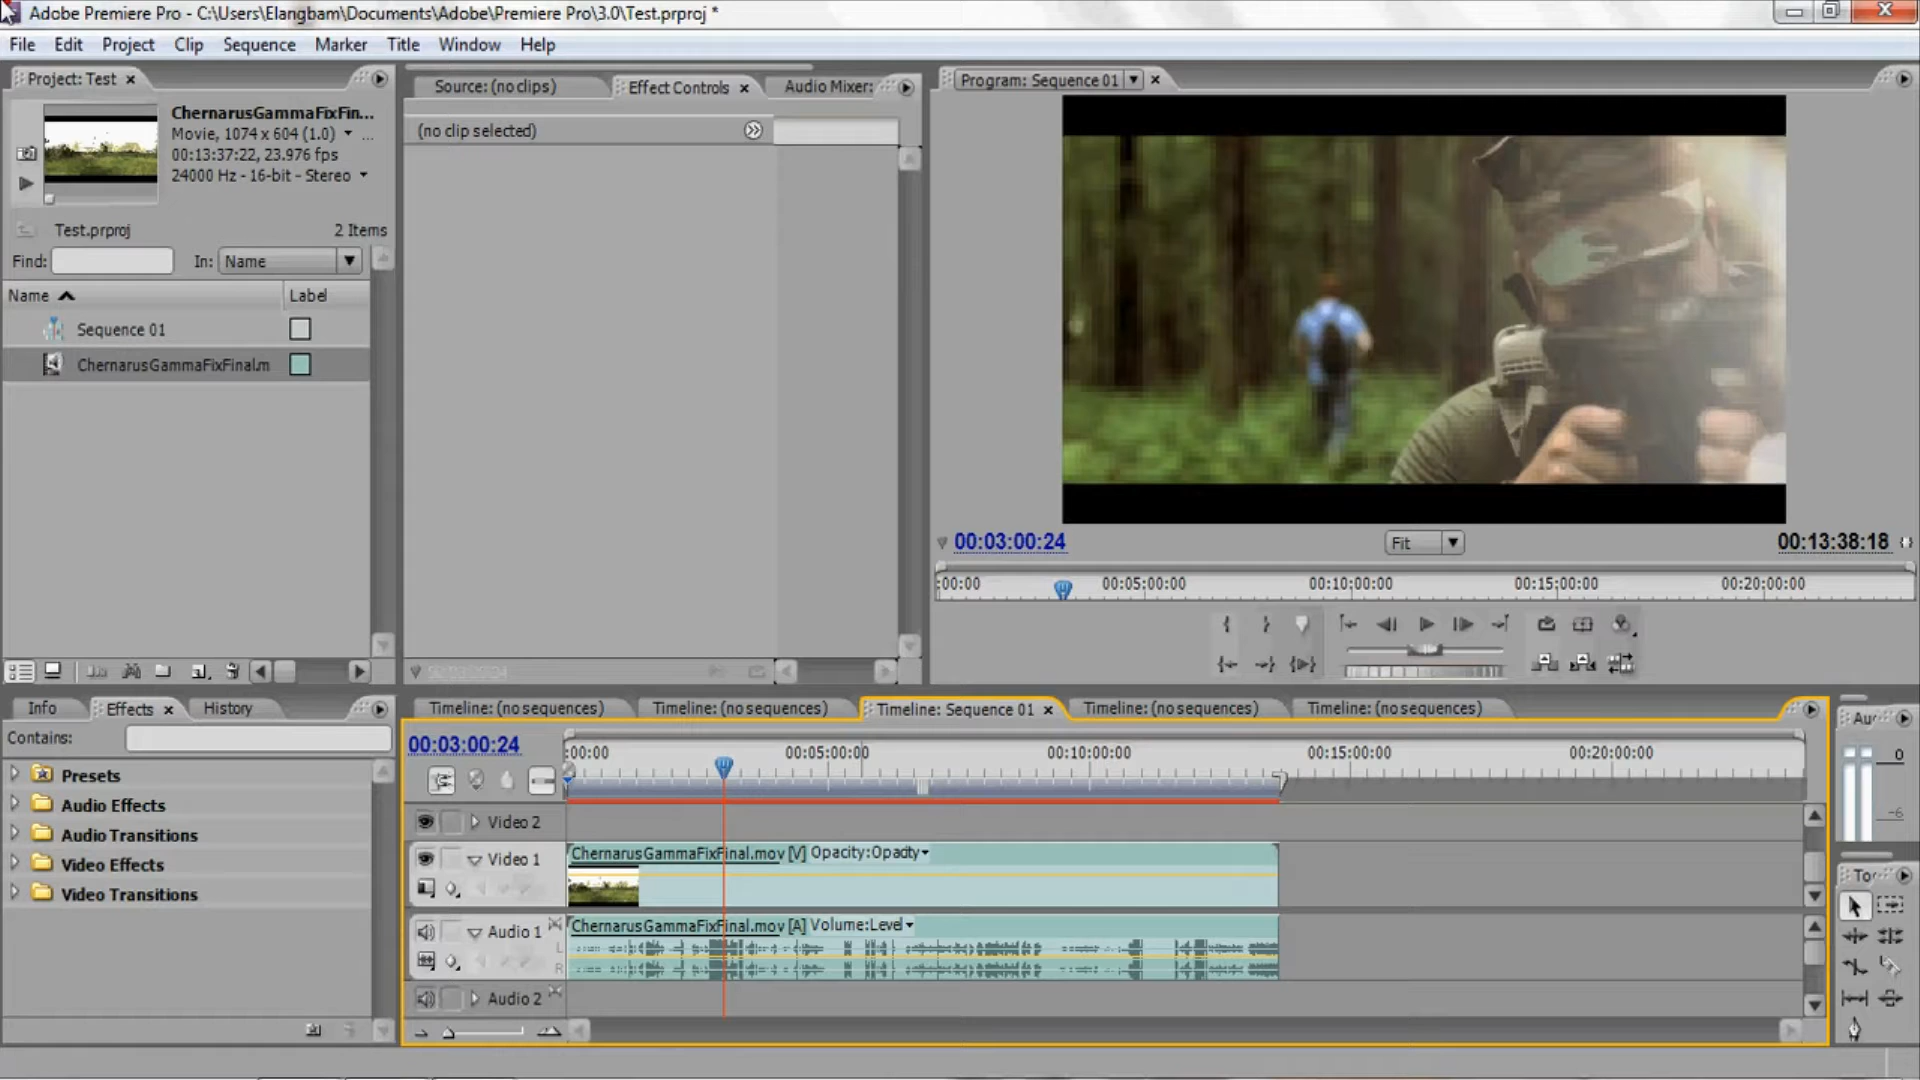 Adobe Premiere Pro - C:\Users\Elangbam\Documents\Adobe\Premiere Pro\3.0\Test.prproj *
File Edit Project Clip Sequence Marker Title Window Help
Project: Test
ChernarusGammaFixFin...
Movie, 1074 x 604 (1.0) ...
00:13:37:22, 23.976 fps
24000 Hz - 16-bit - Stereo
Test.prproj 2 Items
Find: In: Name
Name Label
Sequence 01
ChernarusGammaFixFinal.m
Source: (no clips) Effect Controls Audio Mixer:
(no clip selected)
Program: Sequence 01
00:03:00:24 Fit 00:13:38:18
:00:00 00:05:00:00 00:10:00:00 00:15:00:00 00:20:00:00
Info Effects History
Contains:
Presets
Audio Effects
Audio Transitions
Video Effects
Video Transitions
Timeline: (no sequences) Timeline: (no sequences) Timeline: Sequence 01 Timeline: (no sequences) Timeline: (no sequences)
00:03:00:24 :00:00 00:05:00:00 00:10:00:00 00:15:00:00 00:20:00:00
Video 2
Video 1 ChernarusGammaFixFinal.mov [V] Opacity:Opacity
Audio 1 ChernarusGammaFixFinal.mov [A] Volume:Level
L
R
Audio 2
Au
0
-6
To